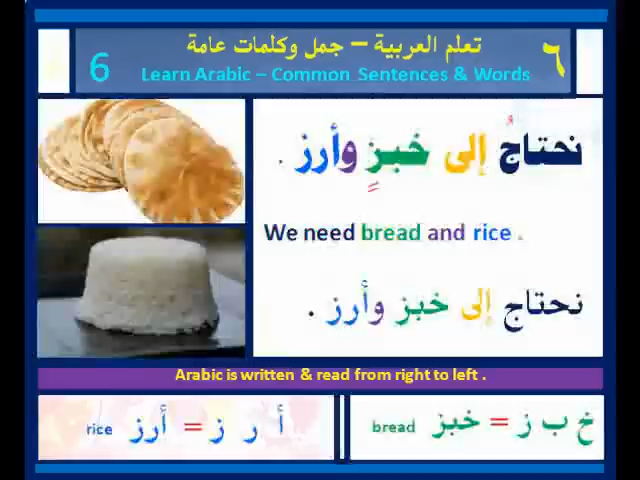 تعلم العربية – جمل وكلمات عامة
6
٦
Learn Arabic – Common Sentences & Words
نحتاجُ إلى خبزٍ وأرز .
We need bread and rice .
نحتاج إلى خبز وأرز .
Arabic is written & read from right to left .
خ ب ز = خبز bread
أ ر ز = أرز rice